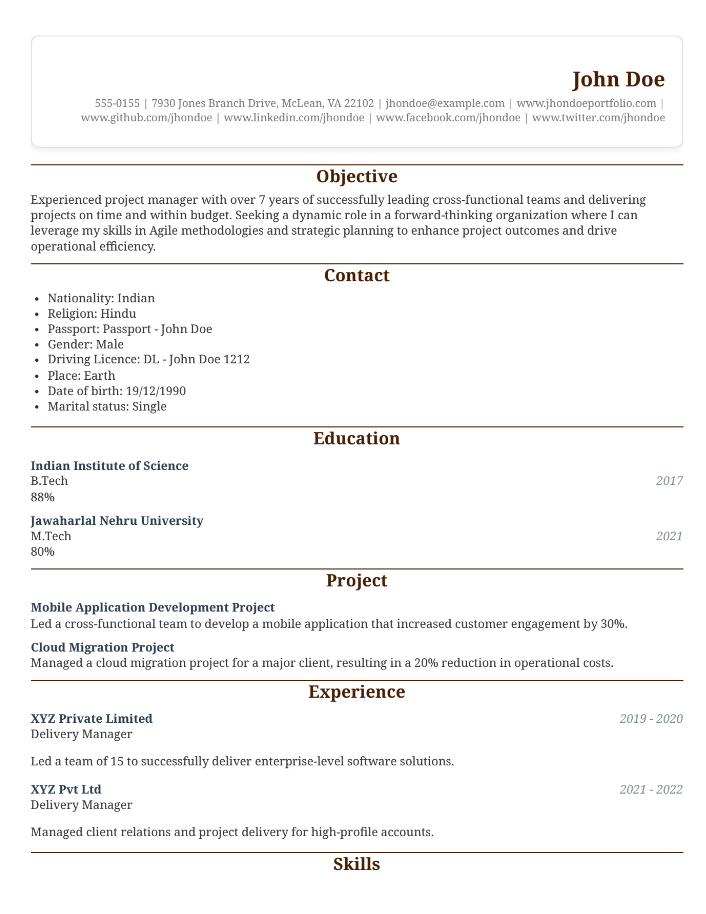 John Doe
555-0155 | 7930 Jones Branch Drive, McLean, VA 22102 | jhondoe@example.com | www.jhondoeportfolio.com |
www.github.com/jhondoe | www.linkedin.com/jhondoe | www.facebook.com/jhondoe | www.twitter.com/jhondoe
Objective
Experienced project manager with over 7 years of successfully leading cross-functional teams and delivering
projects on time and within budget. Seeking a dynamic role in a forward-thinking organization where I can
leverage my skills in Agile methodologies and strategic planning to enhance project outcomes and drive
operational efficiency.
Contact
• Nationality: Indian
• Religion: Hindu
• Passport: Passport - John Doe
• Gender: Male
• Driving Licence: DL - John Doe 1212
• Place: Earth
• Date of birth: 19/12/1990
• Marital status: Single
Education
Indian Institute of Science
B.Tech 2017
88%
Jawaharlal Nehru University
M.Tech 2021
80%
Project
Mobile Application Development Project
Led a cross-functional team to develop a mobile application that increased customer engagement by 30%.
Cloud Migration Project
Managed a cloud migration project for a major client, resulting in a 20% reduction in operational costs.
Experience
XYZ Private Limited 2019 - 2020
Delivery Manager
Led a team of 15 to successfully deliver enterprise-level software solutions.
XYZ Pvt Ltd 2021 - 2022
Delivery Manager
Managed client relations and project delivery for high-profile accounts.
Skills